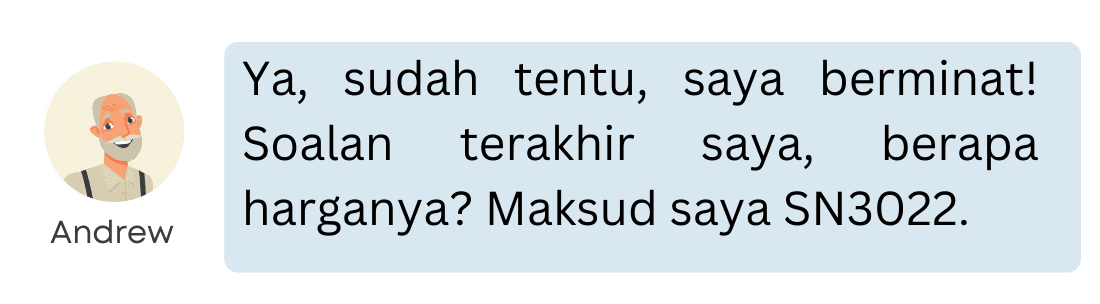 Ya, sudah tentu, saya berminat!
Soalan terakhir saya, berapa
harganya? Maksud saya SN3022.
Andrew